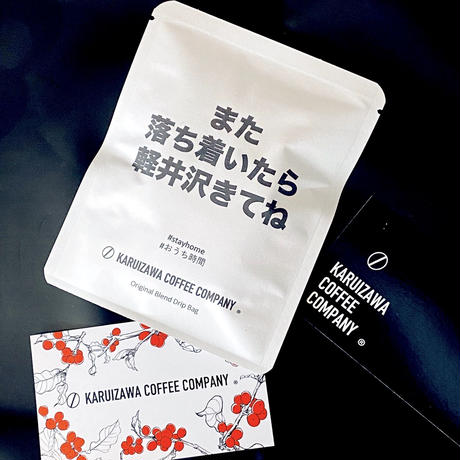 また
落ち着いたら
軽井沢きてね
#stayhome
#おうち時間
KARUIZAWA COFFEE COMPANY ®
Original Blend Drip Bag
KARUIZAWA
COFFEE
COMPANY ®
KARUIZAWA COFFEE COMPANY ®